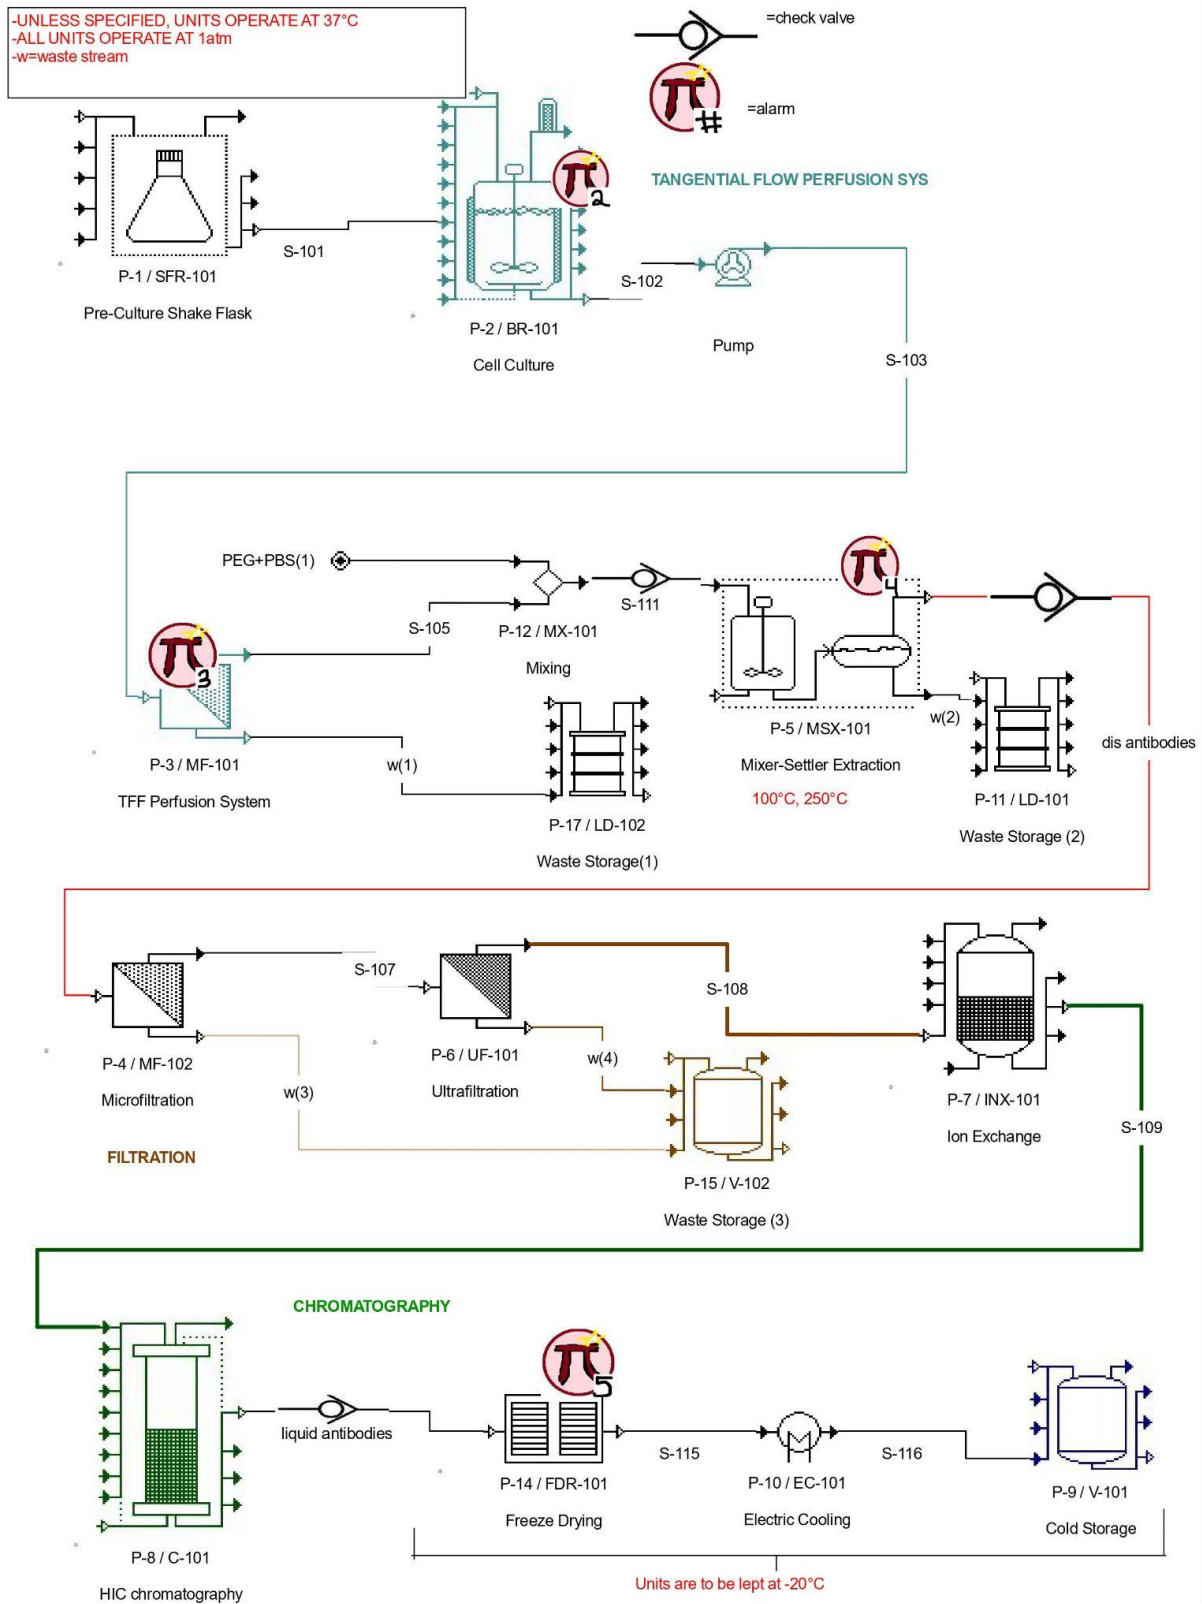 -UNLESS SPECIFIED, UNITS OPERATE AT 37°C
-ALL UNITS OPERATE AT 1atm
-w=waste stream
=check valve
π #
=alarm
π 2
TANGENTIAL FLOW PERFUSION SYS
S-101
P-1 / SFR-101
Pre-Culture Shake Flask
S-102
P-2 / BR-101
Cell Culture
Pump
S-103
PEG+PBS(1)
π 4
S-111
S-105
P-12 / MX-101
Mixing
π 3
P-3 / MF-101
TFF Perfusion System
w(1)
P-17 / LD-102
Waste Storage(1)
P-5 / MSX-101
Mixer-Settler Extraction
100°C, 250°C
w(2)
P-11 / LD-101
Waste Storage (2)
dis antibodies
S-107
S-108
P-4 / MF-102
Microfiltration
w(3)
P-6 / UF-101
Ultrafiltration
w(4)
P-7 / INX-101
Ion Exchange
S-109
FILTRATION
P-15 / V-102
Waste Storage (3)
CHROMATOGRAPHY
π 5
liquid antibodies
S-115
S-116
P-14 / FDR-101
Freeze Drying
P-10 / EC-101
Electric Cooling
P-9 / V-101
Cold Storage
P-8 / C-101
HIC chromatography
Units are to be lept at -20°C